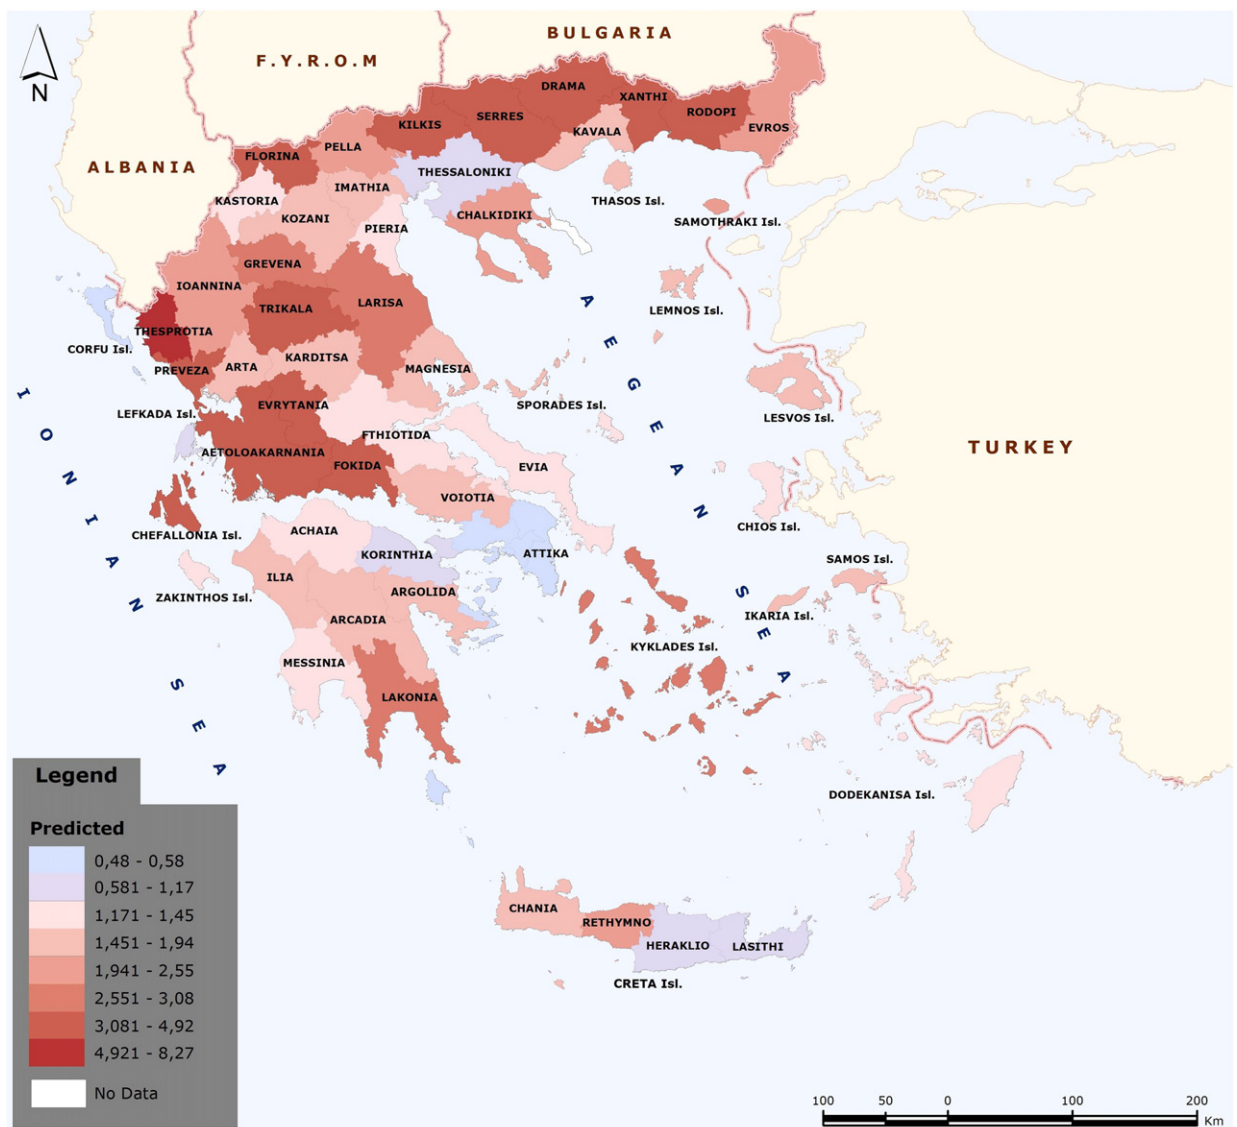 BULGARIA
F.Y.R.O.M
N
DRAMA
XANTHI
RODOPI
SERRES
KILKIS
KAVALA
EVROS
PELLA
FLORINA
ALBANIA
THESSALONIKI
IMATHIA
KASTORIA
THASOS Isl.
KOZANI
CHALKIDIKI
SAMOTHRAKI Isl.
PIERIA
GREVENA
IOANNINA
LARISA
TRIKALA
LEMNOS Isl.
THESPROTIA
CORFU Isl.
KARDITSA
ARTA
PREVEZA
MAGNESIA
EVRYTANIA
SPORADES Isl.
LEFKADA Isl.
LESVOS Isl.
FTHIOTIDA
TURKEY
AETOLOAKARNANIA
FOKIDA
EVIA
VOIOTIA
CHIOS Isl.
ACHAIA
CHEFALLONIA Isl.
KORINTHIA
ATTIKA
SAMOS Isl.
ILIA
ARGOLIDA
ZAKINTHOS Isl.
IKARIA Isl.
ARCADIA
KYKLADES Isl.
MESSINIA
LAKONIA
DODEKANISA Isl.
IONIAN SEA
AEGEAN SEA
CHANIA
RETHYMNO
HERAKLIO
LASITHI
CRETA Isl.
Legend
Predicted
0,48 - 0,58
0,581 - 1,17
1,171 - 1,45
1,451 - 1,94
1,941 - 2,55
2,551 - 3,08
3,081 - 4,92
4,921 - 8,27
No Data
100 50 0 100 200
Km